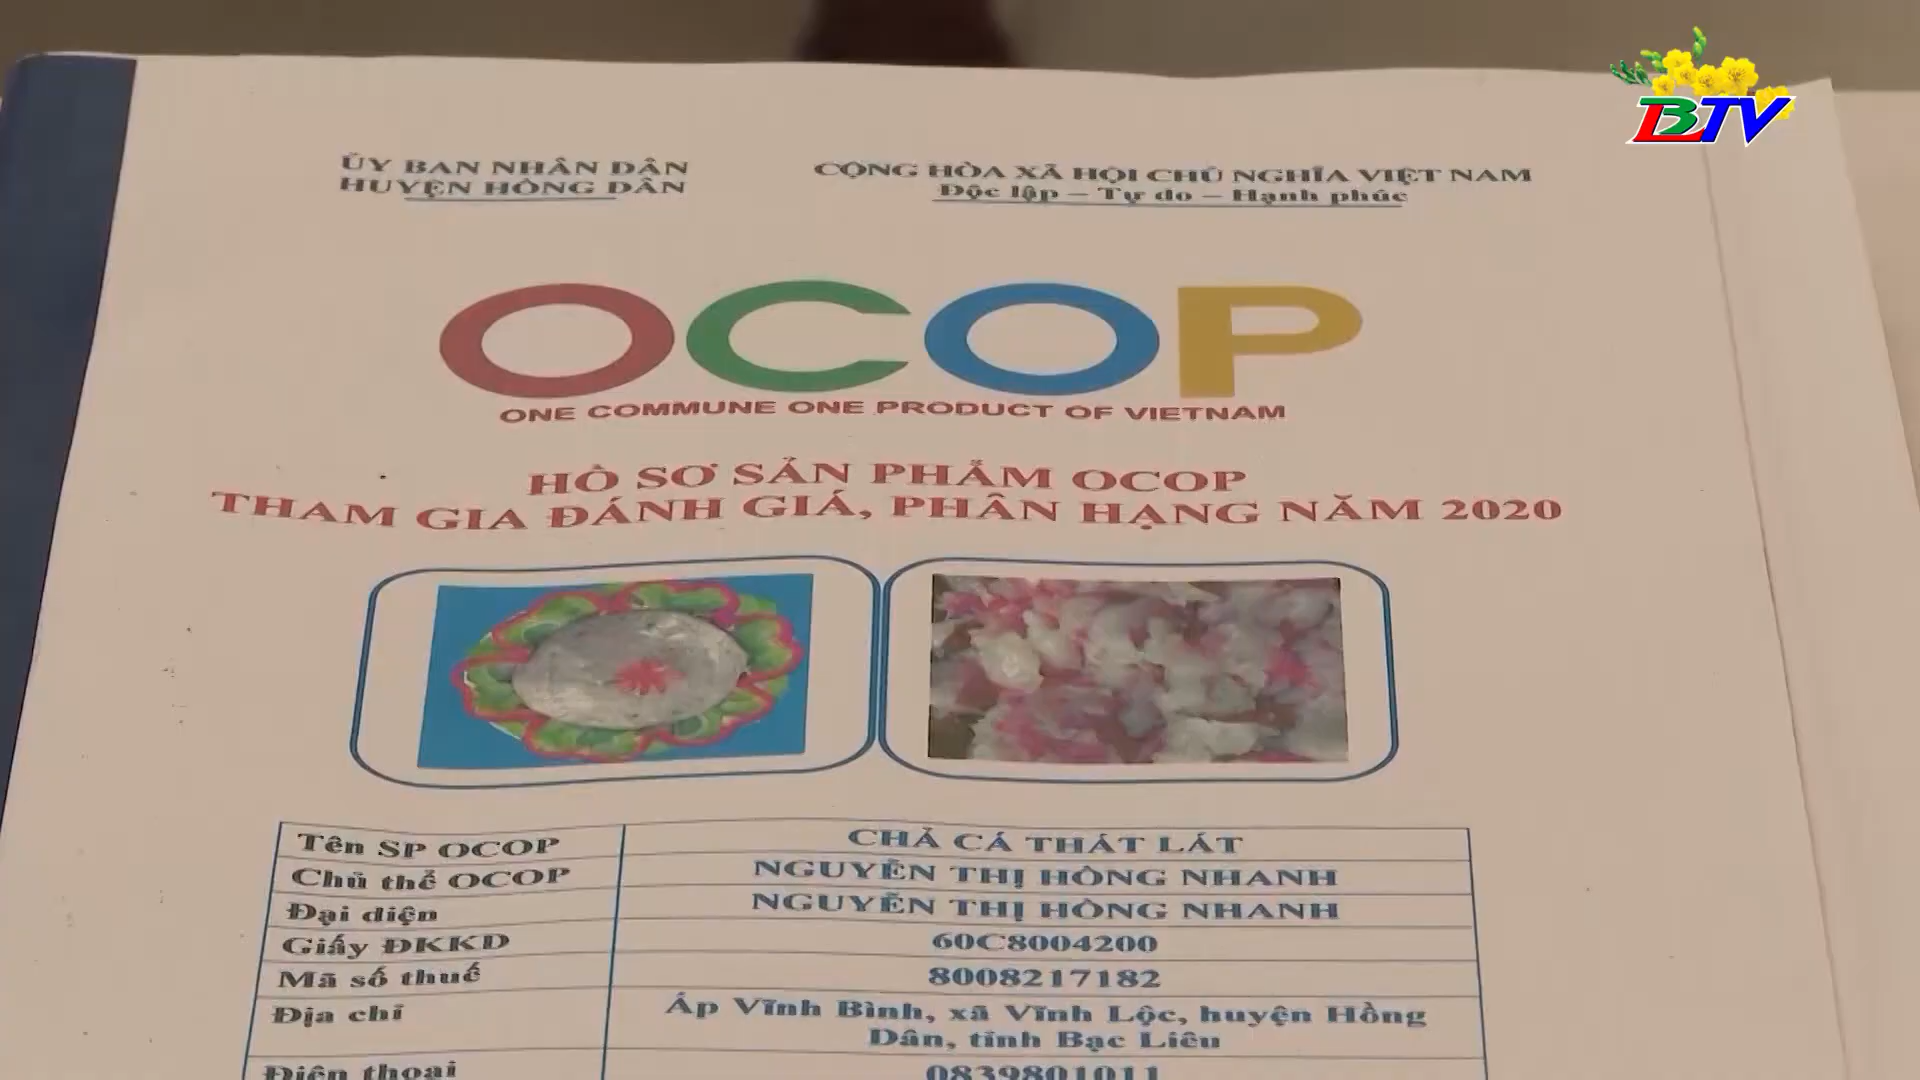 BTV
ỦY BAN NHÂN DÂN
HUYỆN HỒNG DÂN
CỘNG HÒA XÃ HỘI CHỦ NGHĨA VIỆT NAM
Độc lập – Tự do – Hạnh phúc
OCOP
ONE COMMUNE ONE PRODUCT OF VIETNAM
HỒ SƠ SẢN PHẨM OCOP
THAM GIA ĐÁNH GIÁ, PHÂN HẠNG NĂM 2020
Tên SP OCOP CHẢ CÁ THÁT LÁT
Chủ thể OCOP NGUYỄN THỊ HỒNG NHANH
Đại diện NGUYỄN THỊ HỒNG NHANH
Giấy ĐKKD 60C8004200
Mã số thuế 8008217182
Địa chỉ Ấp Vĩnh Bình, xã Vĩnh Lộc, huyện Hồng
Dân, tỉnh Bạc Liêu
Điện thoại 0839801011